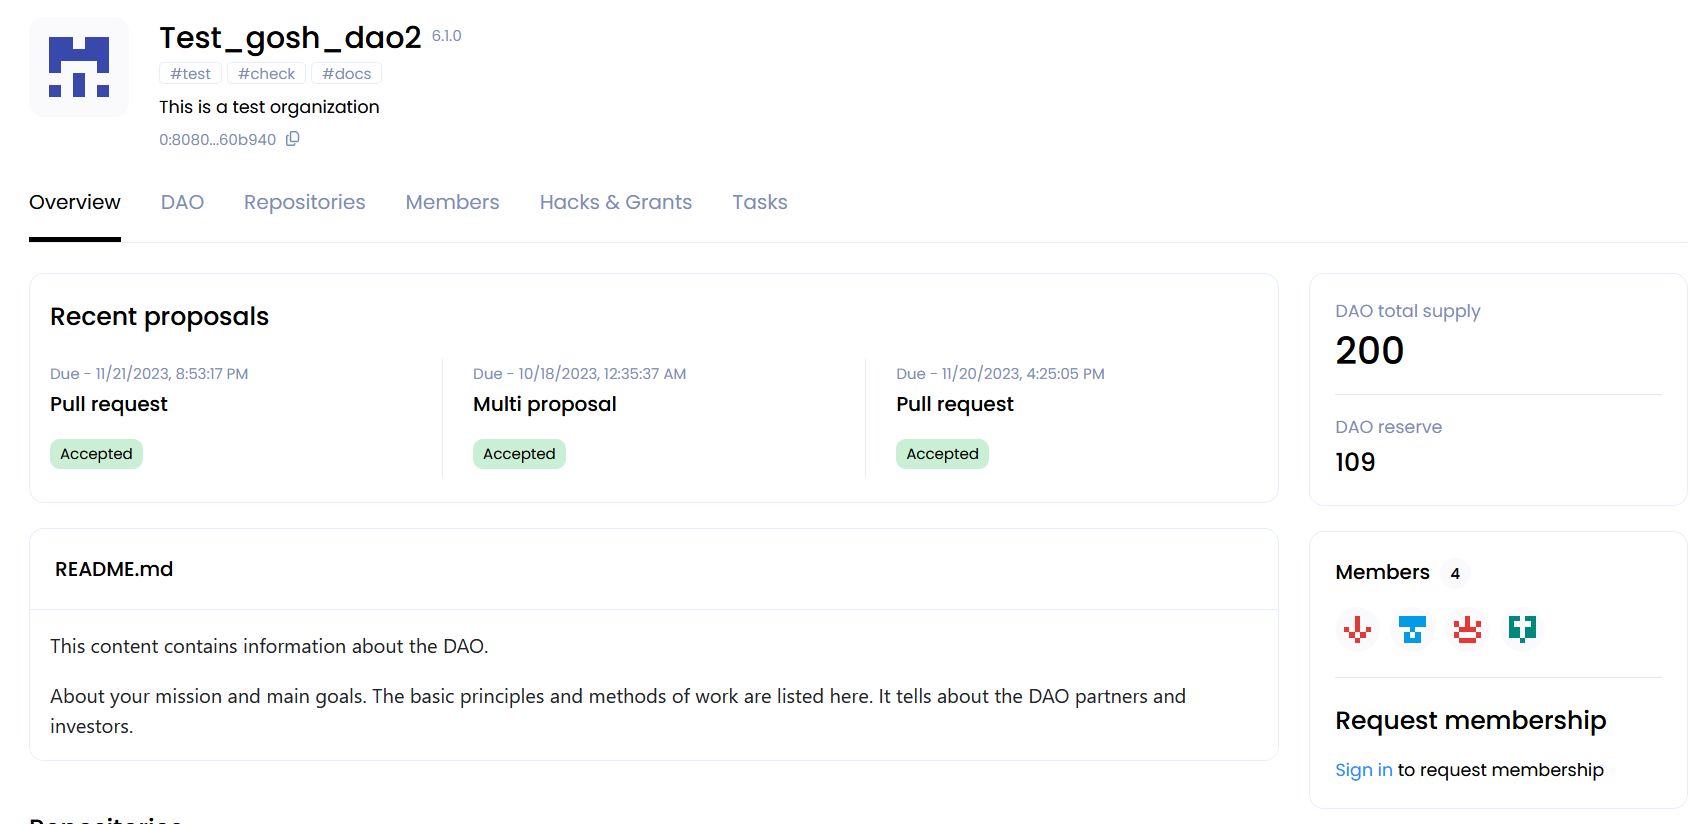 Test_gosh_dao2 6.1.0
#test #check #docs
This is a test organization
0:8080...60b940
Overview DAO Repositories Members Hacks & Grants Tasks
Recent proposals
Due - 11/21/2023, 8:53:17 PM
Pull request
Accepted
Due - 10/18/2023, 12:35:37 AM
Multi proposal
Accepted
Due - 11/20/2023, 4:25:05 PM
Pull request
Accepted
DAO total supply
200
DAO reserve
109
README.md
This content contains information about the DAO.
About your mission and main goals. The basic principles and methods of work are listed here. It tells about the DAO partners and
investors.
Members 4
Request membership
Sign in to request membership
Repositories